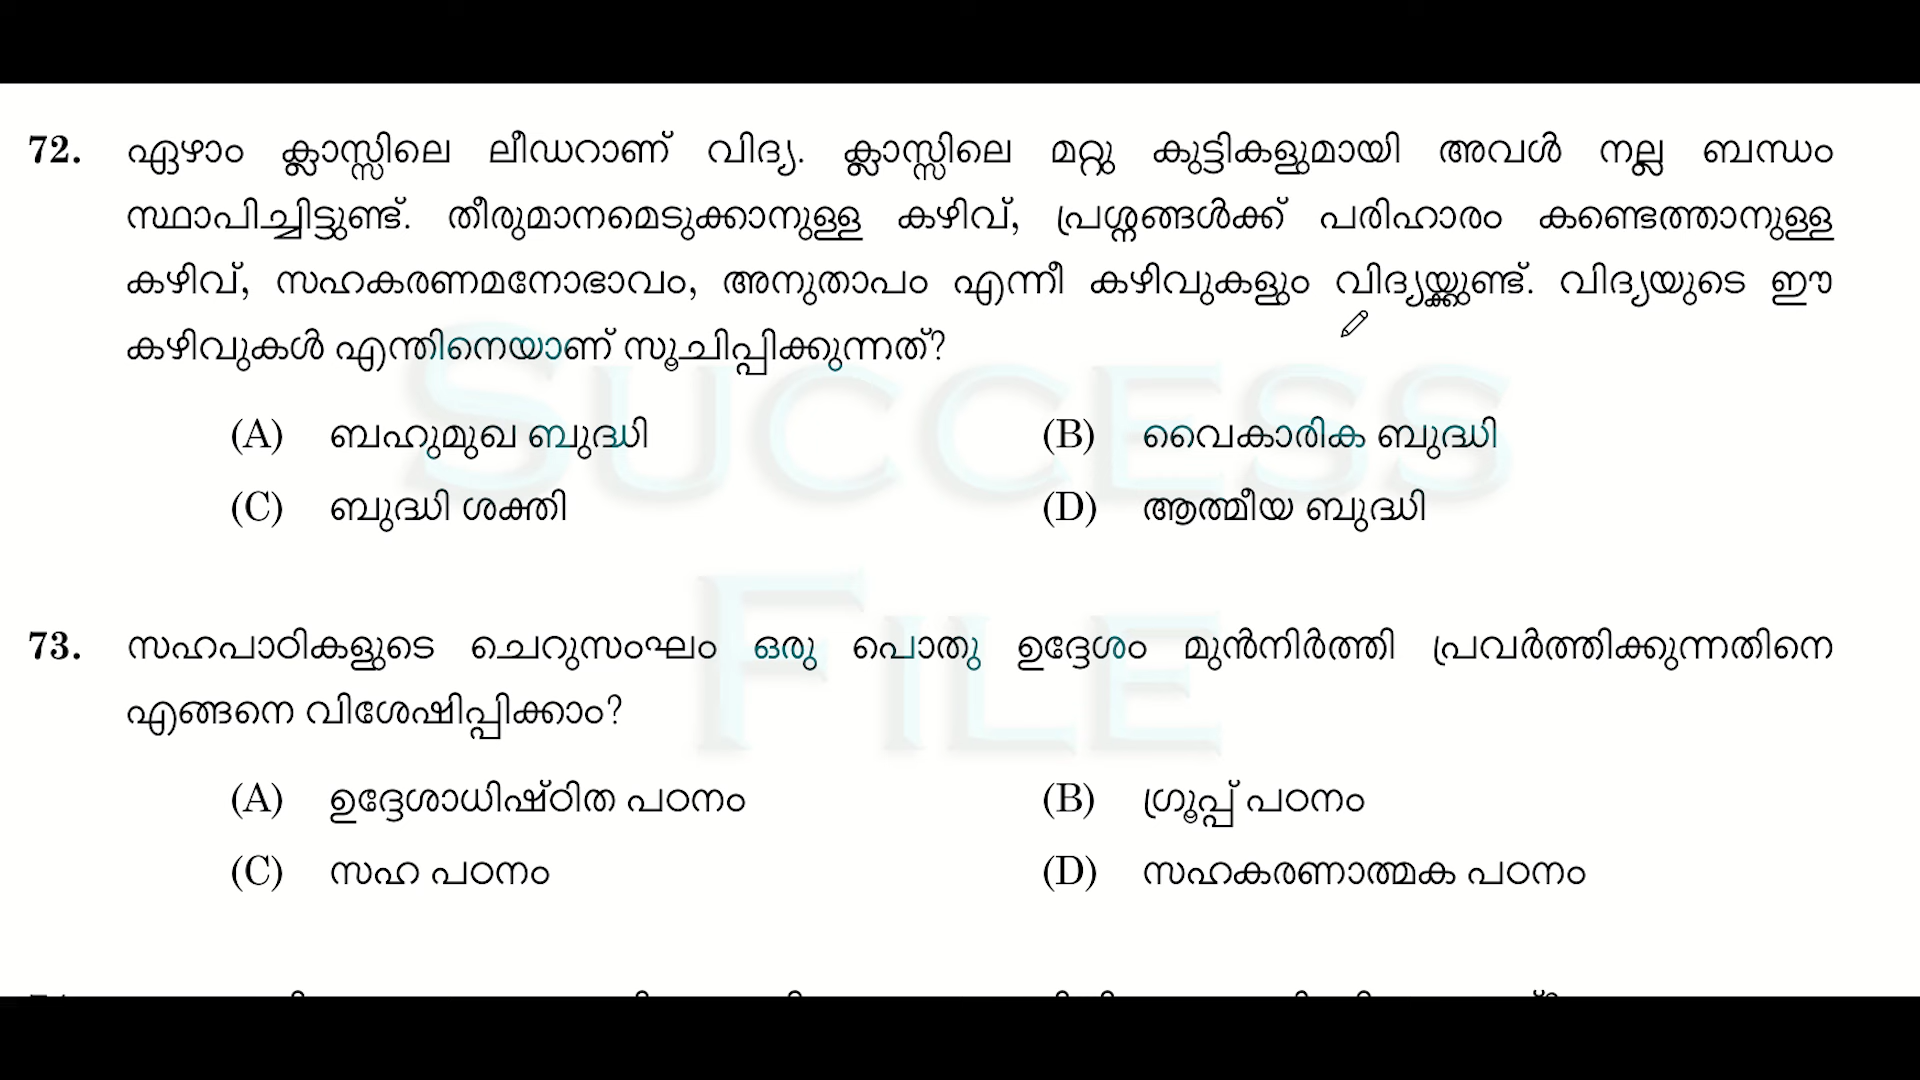 72. ഏഴാം ക്ലാസ്സിലെ ലീഡറാണ് വിദ്യ. ക്ലാസ്സിലെ മറ്റു കുട്ടികളുമായി അവൾ നല്ല ബന്ധം
സ്ഥാപിച്ചിട്ടുണ്ട്. തീരുമാനമെടുക്കാനുള്ള കഴിവ്, പ്രശ്നങ്ങൾക്ക് പരിഹാരം കണ്ടെത്താനുള്ള
കഴിവ്, സഹകരണമനോഭാവം, അനുതാപം എന്നീ കഴിവുകളും വിദ്യയ്ക്കുണ്ട്. വിദ്യയുടെ ഈ
കഴിവുകൾ എന്തിനെയാണ് സൂചിപ്പിക്കുന്നത്?
(A) ബഹുമുഖ ബുദ്ധി (B) വൈകാരിക ബുദ്ധി
(C) ബുദ്ധി ശക്തി (D) ആത്മീയ ബുദ്ധി
SUCCESS
FILE
73. സഹപാഠികളുടെ ചെറുസംഘം ഒരു പൊതു ഉദ്ദേശം മുൻനിർത്തി പ്രവർത്തിക്കുന്നതിനെ
എങ്ങനെ വിശേഷിപ്പിക്കാം?
(A) ഉദ്ദേശാധിഷ്ഠിത പഠനം (B) ഗ്രൂപ്പ് പഠനം
(C) സഹ പഠനം (D) സഹകരണാത്മക പഠനം